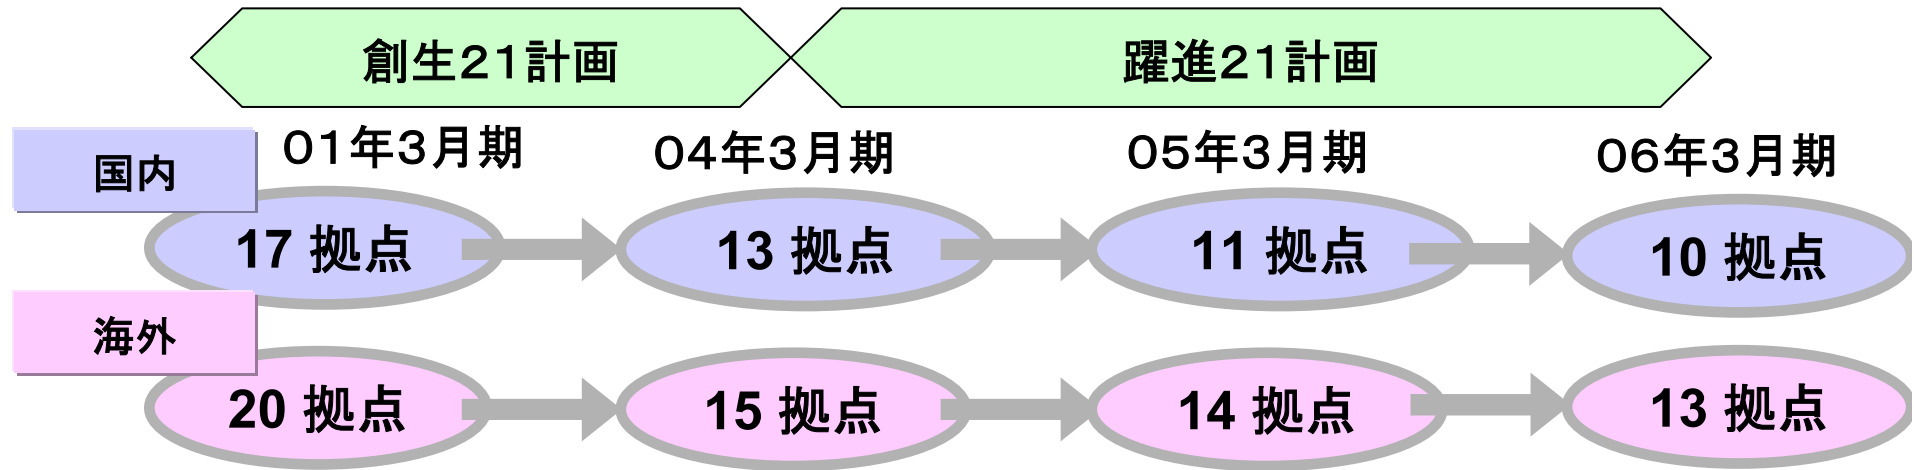 創生２１計画
躍進２１計画
０１年３月期
０４年３月期
０５年３月期
０６年３月期
国内
17 拠点
13 拠点
11 拠点
10 拠点
海外
20 拠点
15 拠点
14 拠点
13 拠点